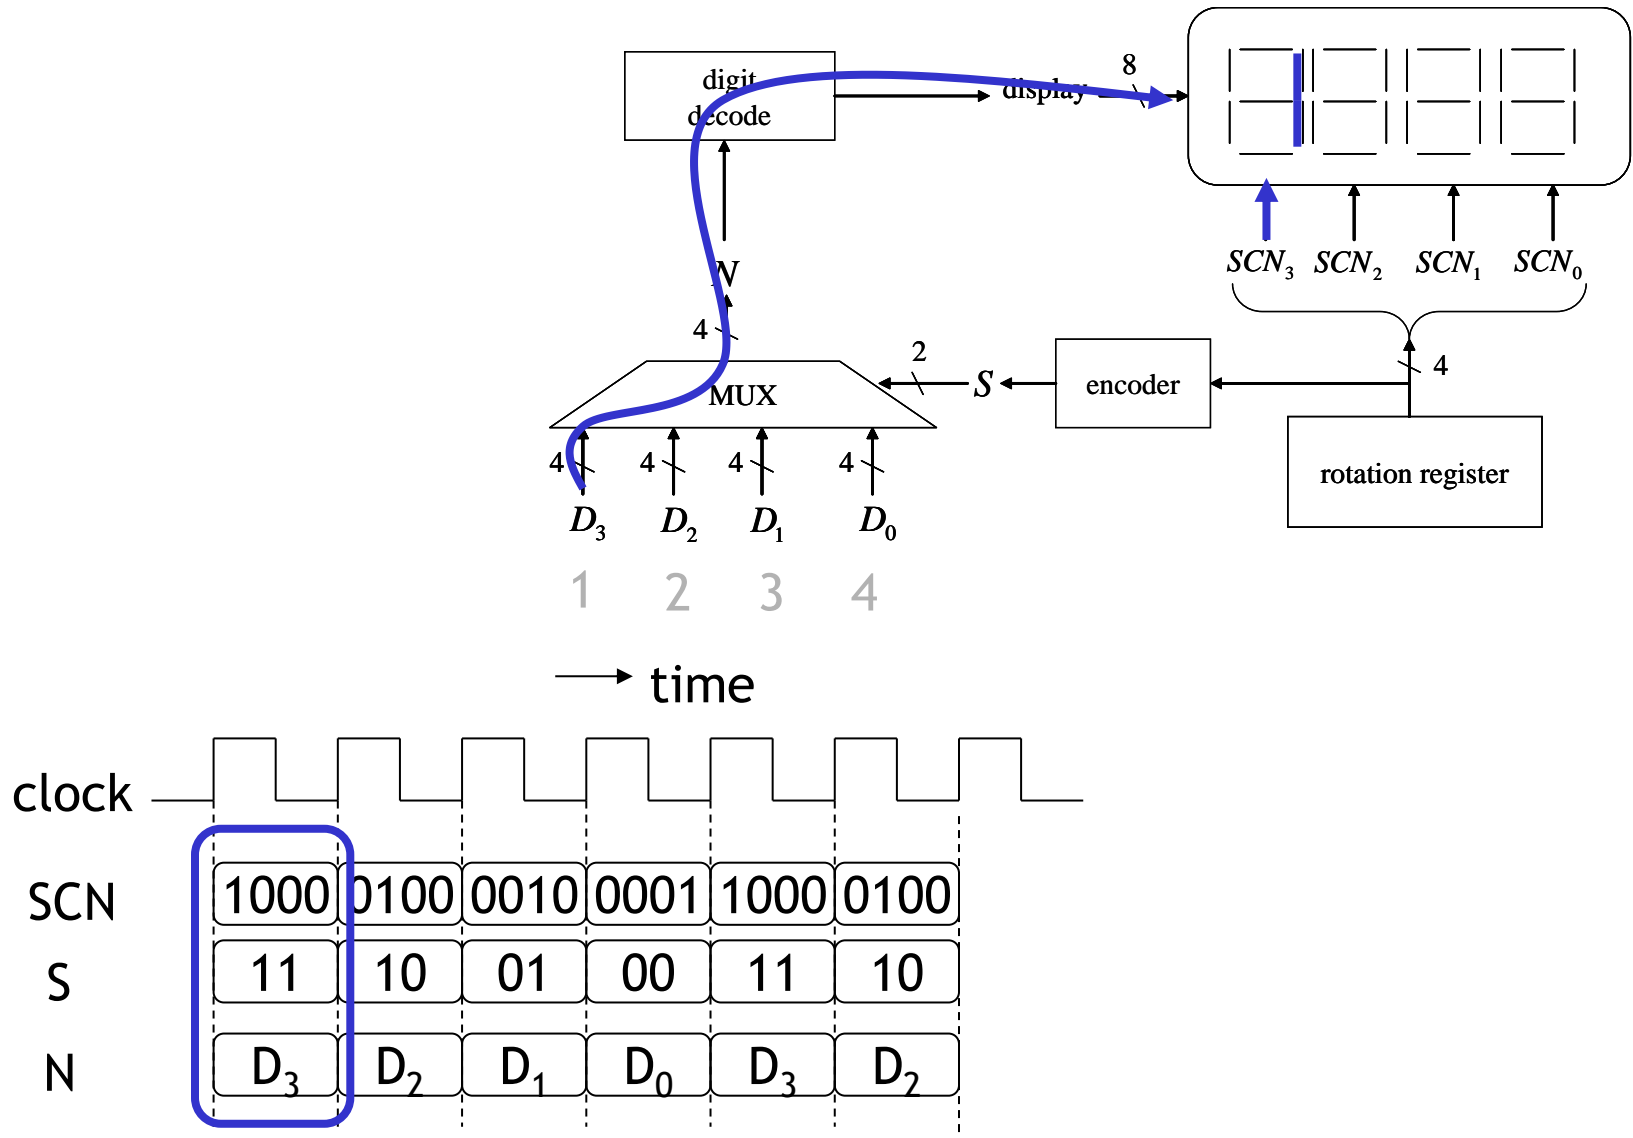 digit
decode
display
8
SCN3 SCN2 SCN1 SCN0
N
4
MUX
2
S
encoder
4
rotation register
4 4 4 4
D3 D2 D1 D0
1 2 3 4
time
clock
SCN 1000 0100 0010 0001 1000 0100
S 11 10 01 00 11 10
N D3 D2 D1 D0 D3 D2